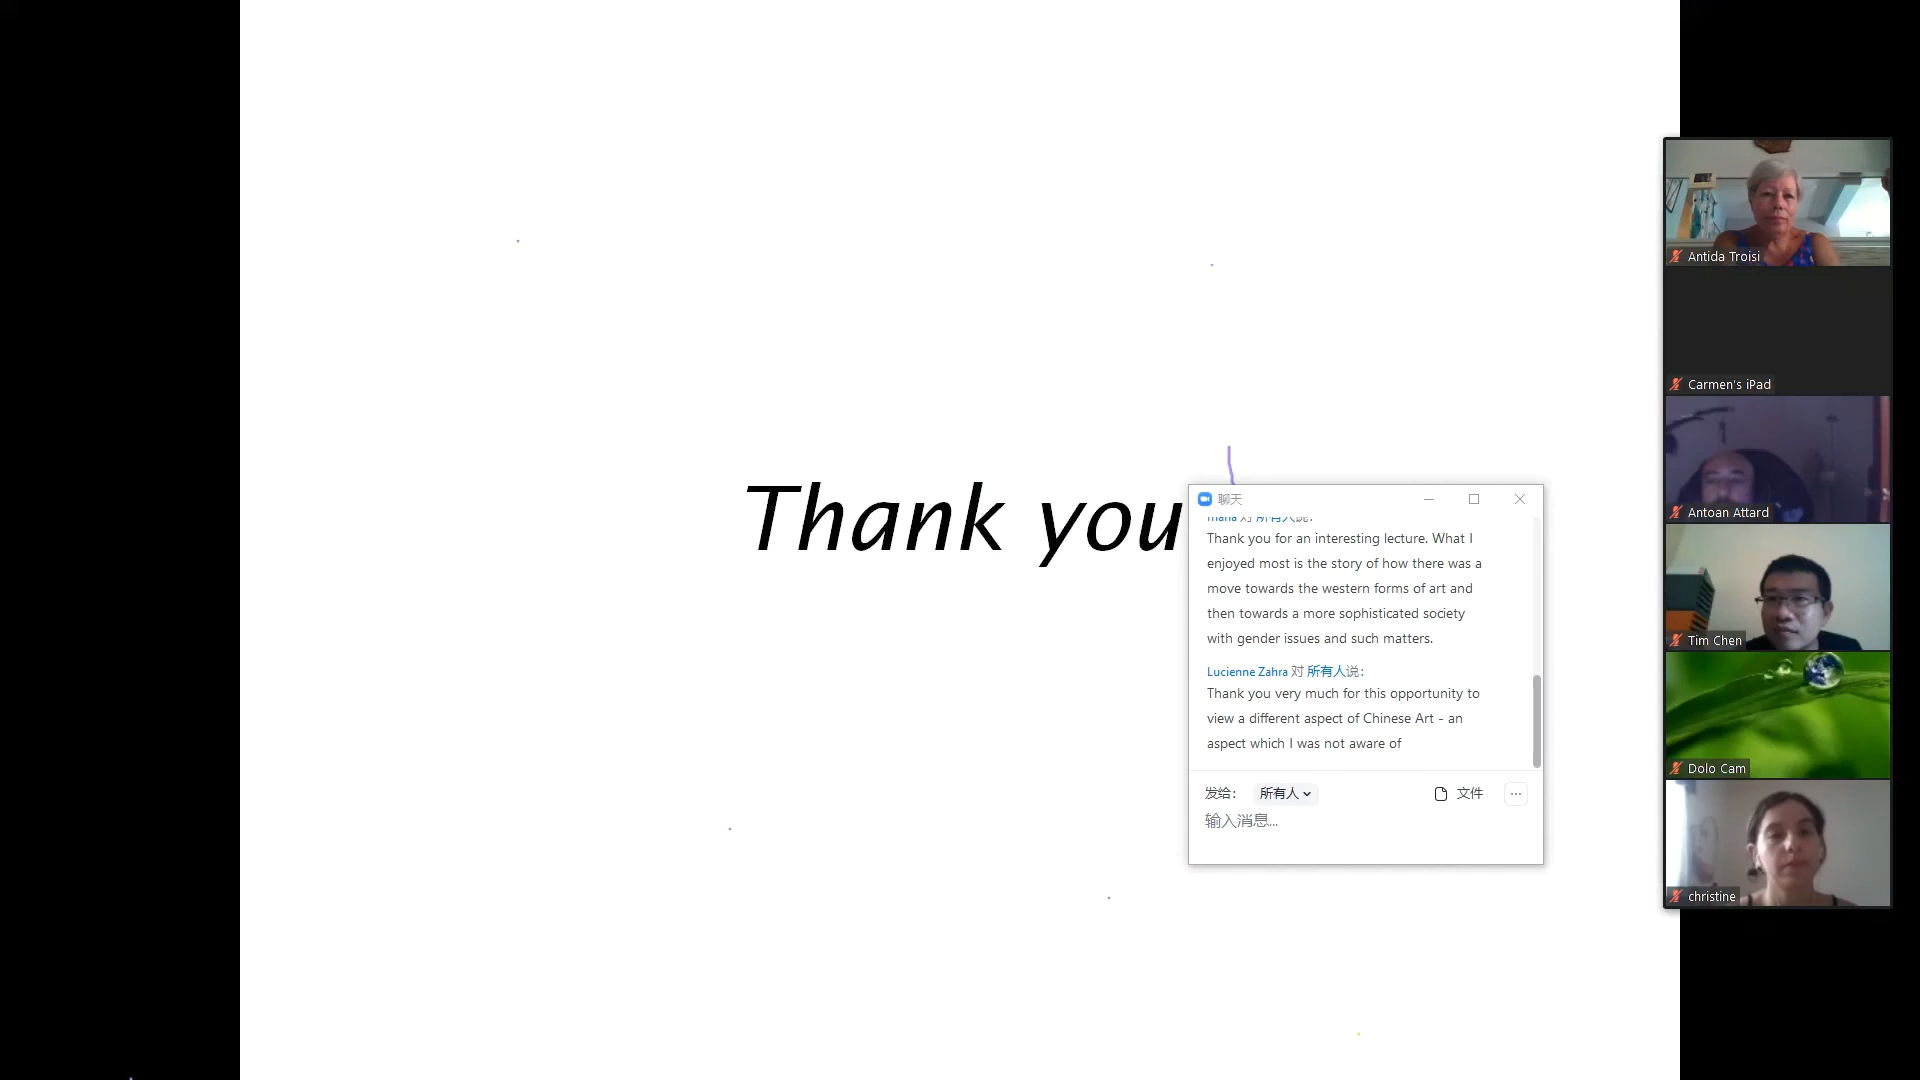 Thank you
聊天
Thank you for an interesting lecture. What I
enjoyed most is the story of how there was a
move towards the western forms of art and
then towards a more sophisticated society
with gender issues and such matters.
Lucienne Zahra 对 所有人说:
Thank you very much for this opportunity to
view a different aspect of Chinese Art - an
aspect which I was not aware of
发给: 所有人 文件
输入消息...
Antida Troisi
Carmen's iPad
Antoan Attard
Tim Chen
Dolo Cam
christine